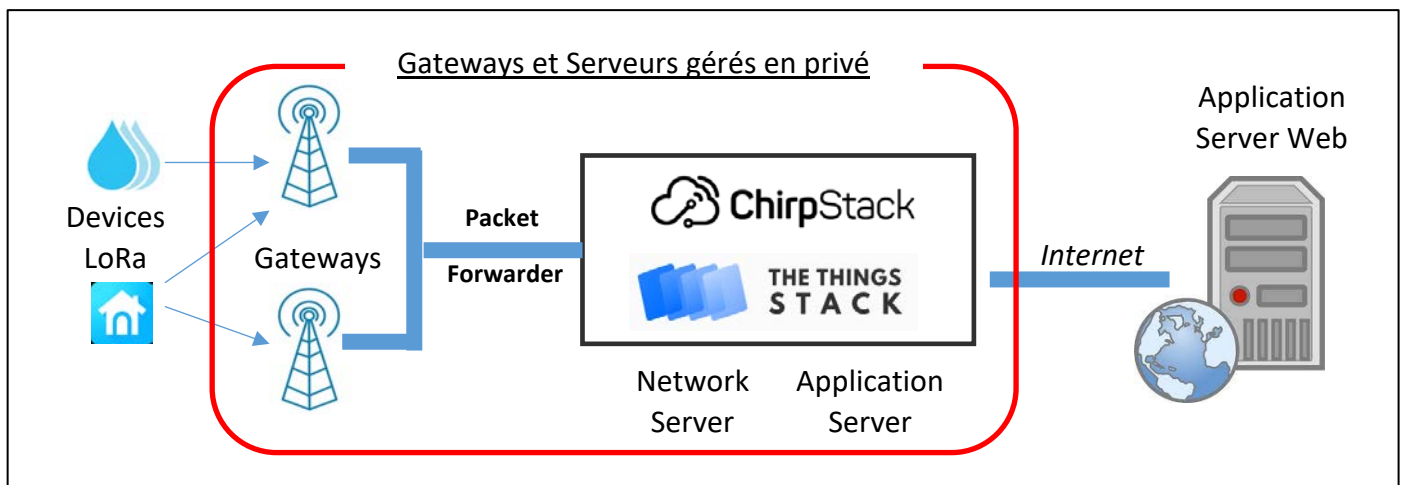 Gateways et Serveurs gérés en privé
Devices
LoRa
Gateways
Packet
Forwarder
ChirpStack
THE THINGS
STACK
Network
Server
Application
Server
Internet
Application
Server Web